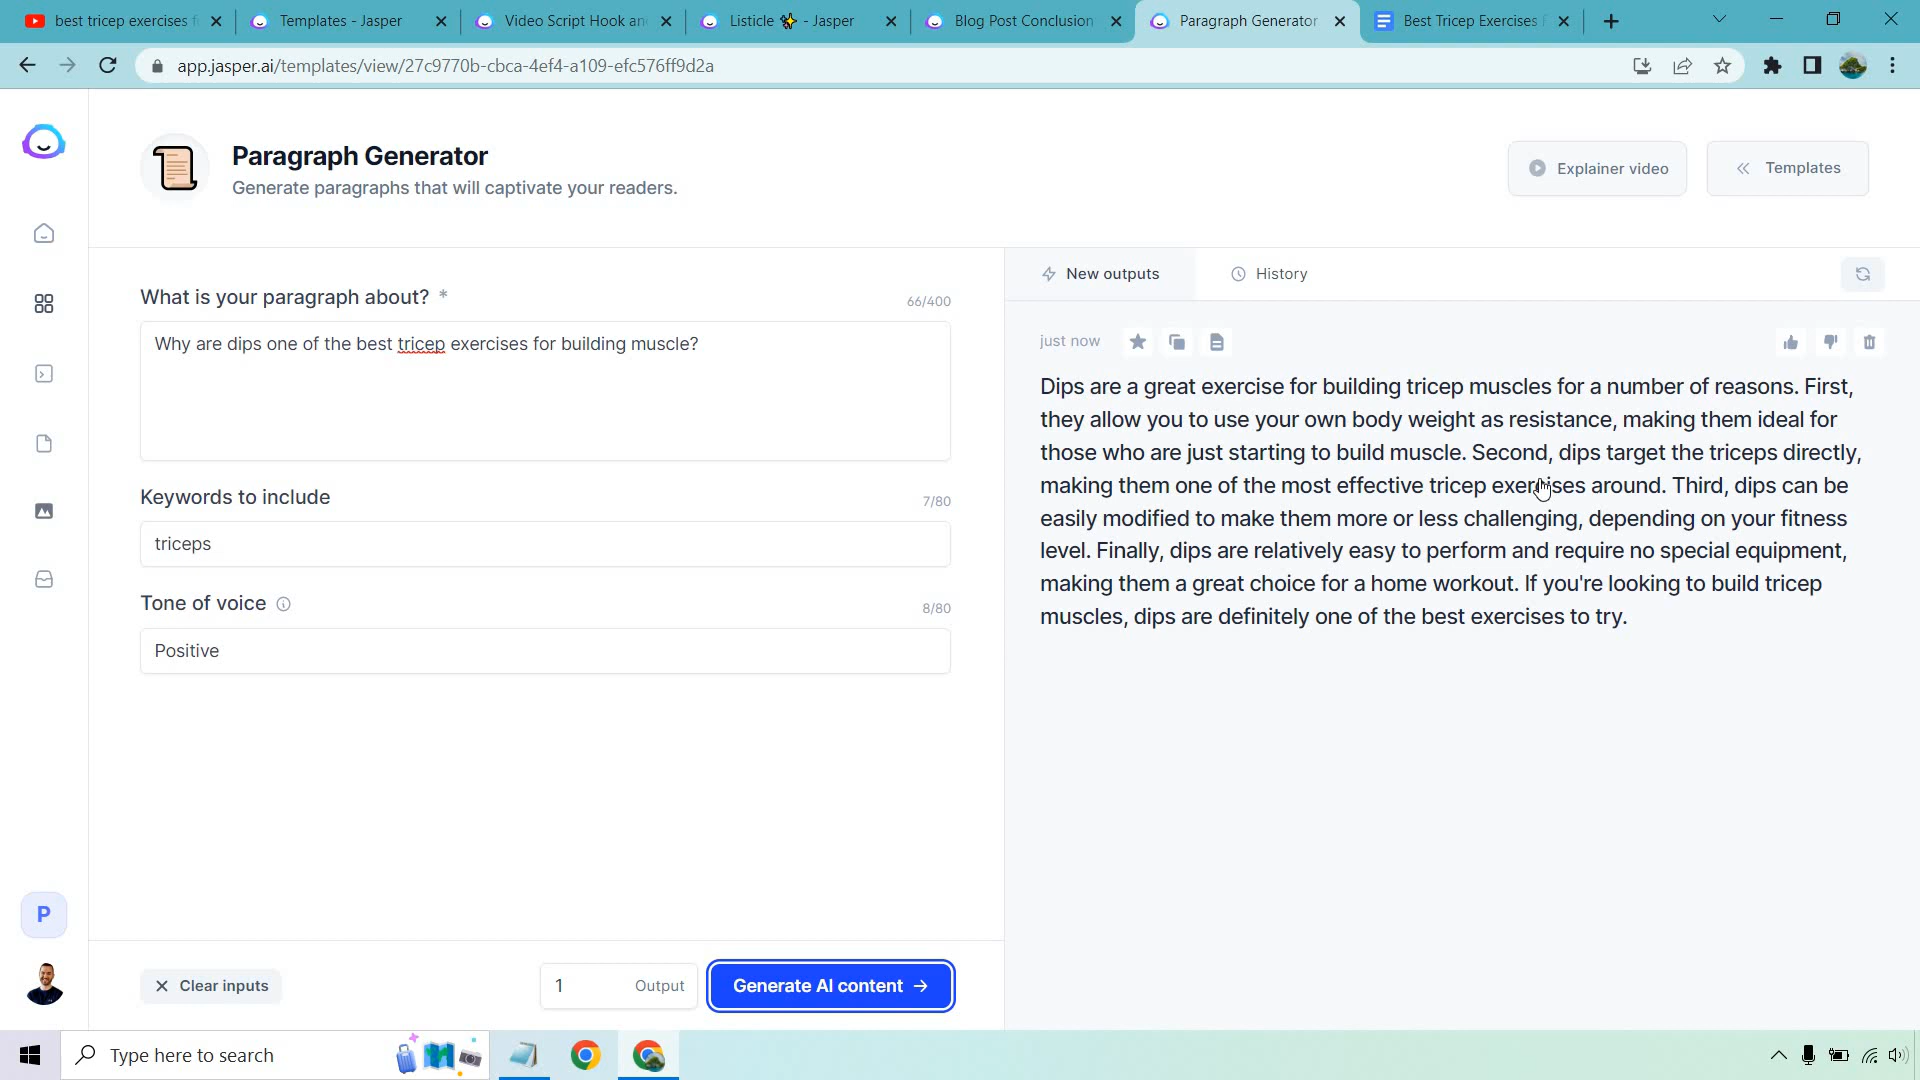 best tricep exercises f
Templates - Jasper
Video Script Hook an
Listicle ✨ - Jasper
Blog Post Conclusion
Paragraph Generator
Best Tricep Exercises F
app.jasper.ai/templates/view/27c9770b-cbca-4ef4-a109-efc576ff9d2a
Paragraph Generator
Generate paragraphs that will captivate your readers.
Explainer video
Templates
What is your paragraph about? *
66/400
Why are dips one of the best tricep exercises for building muscle?
Keywords to include
7/80
triceps
Tone of voice
8/80
Positive
New outputs
History
just now
Dips are a great exercise for building tricep muscles for a number of reasons. First,
they allow you to use your own body weight as resistance, making them ideal for
those who are just starting to build muscle. Second, dips target the triceps directly,
making them one of the most effective tricep exercises around. Third, dips can be
easily modified to make them more or less challenging, depending on your fitness
level. Finally, dips are relatively easy to perform and require no special equipment,
making them a great choice for a home workout. If you're looking to build tricep
muscles, dips are definitely one of the best exercises to try.
P
Clear inputs
1
Output
Generate AI content
Type here to search